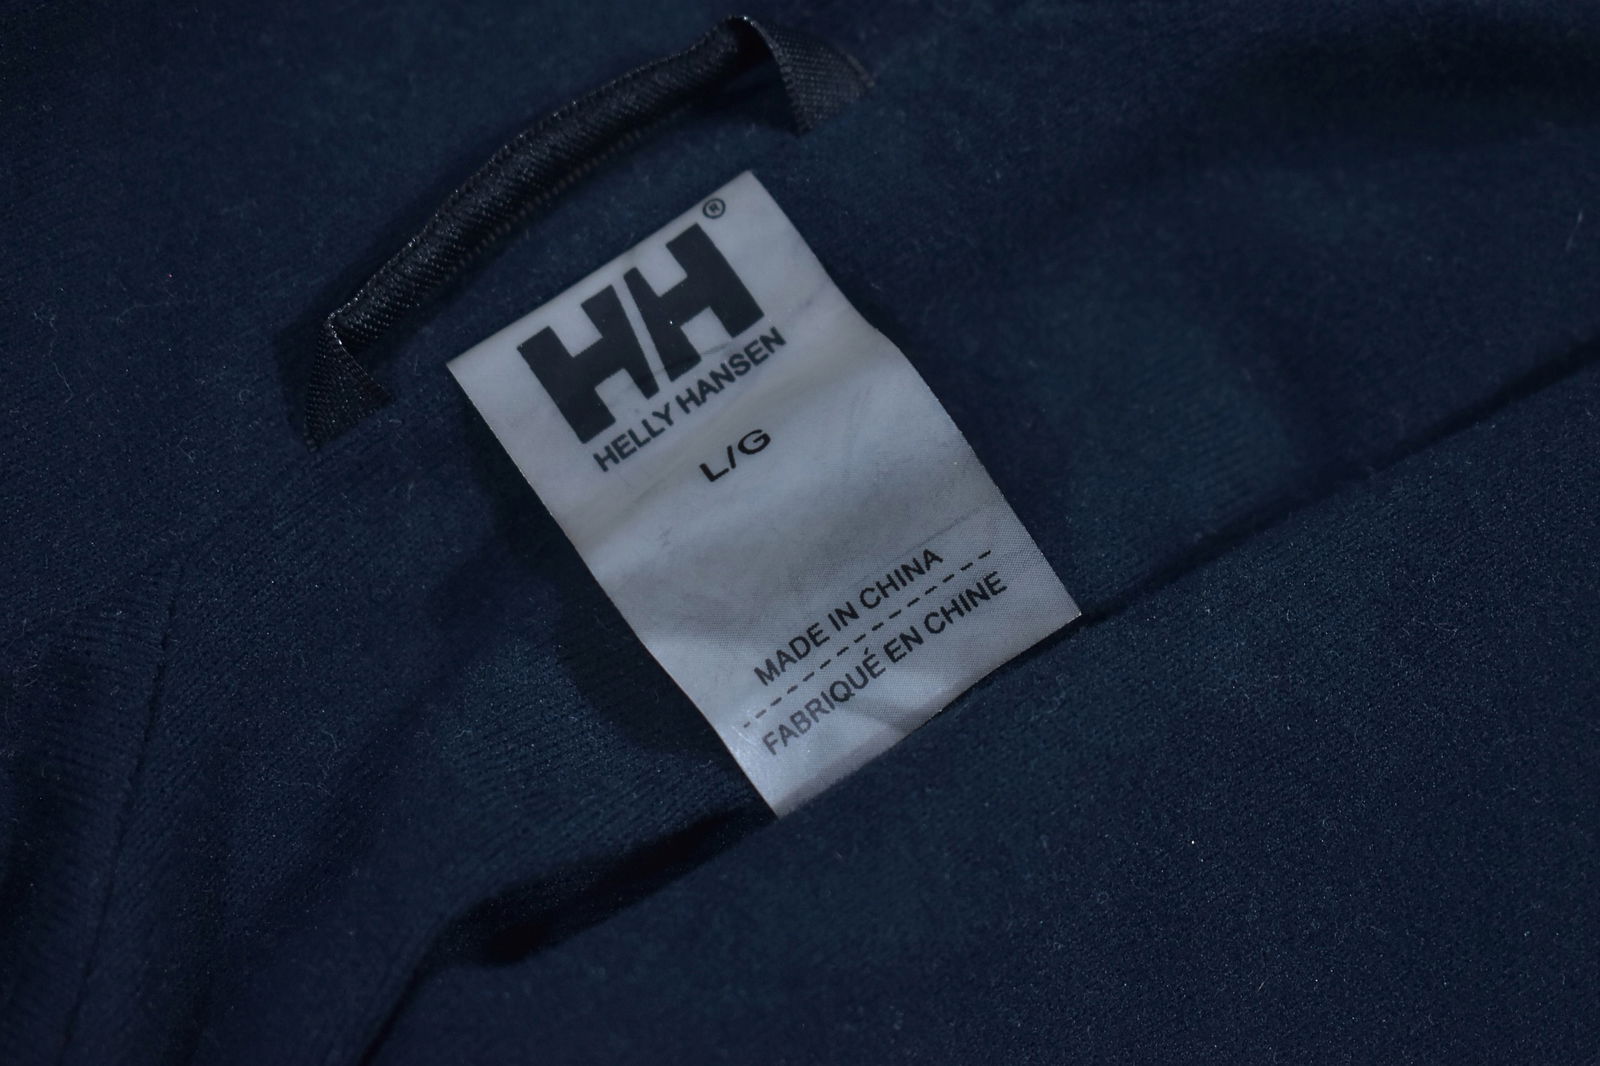 HH®
HELLY HANSEN
L/G
MADE IN CHINA
FABRIQUÉ EN CHINE